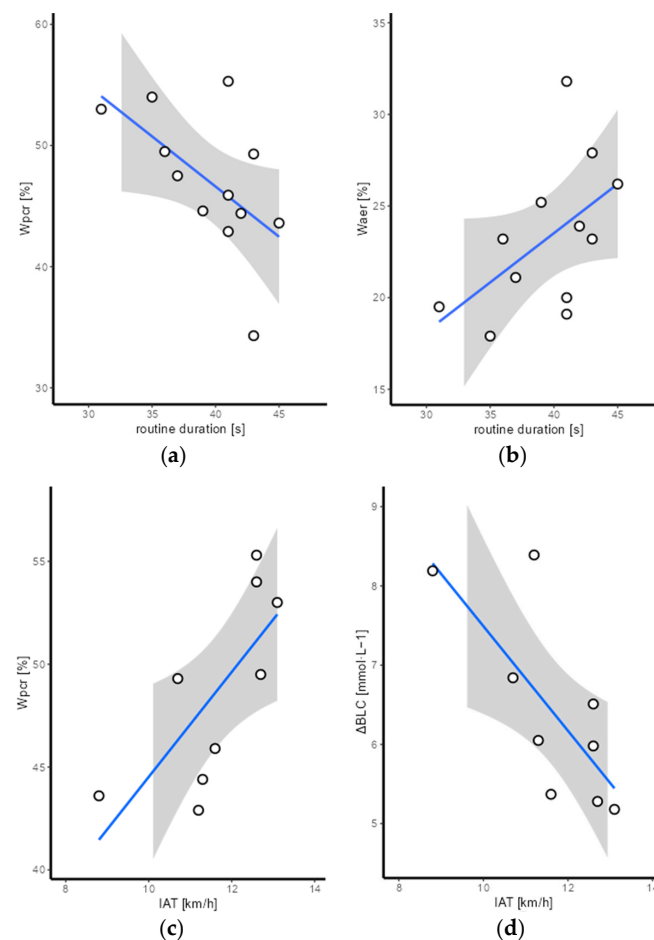 60
50
40
30
Wpcr [%]
30
35
40
45
routine duration [s]
(a)
35
30
25
20
15
Waer [%]
30
35
40
45
routine duration [s]
(b)
55
50
45
40
Wpcr [%]
8
10
12
14
IAT [km/h]
(c)
9
8
7
6
5
ΔBLC [mmol·L−1]
8
10
12
14
IAT [km/h]
(d)